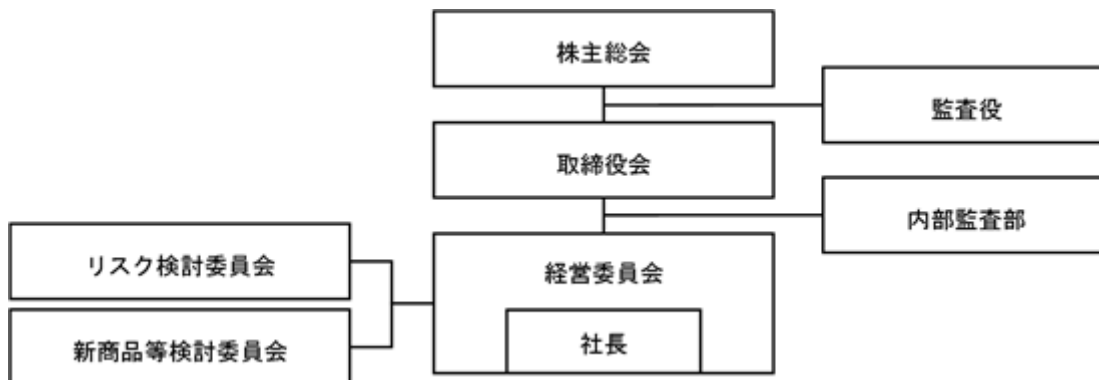 株主総会
監査役
取締役会
内部監査部
リスク検討委員会
経営委員会
新商品等検討委員会
社長